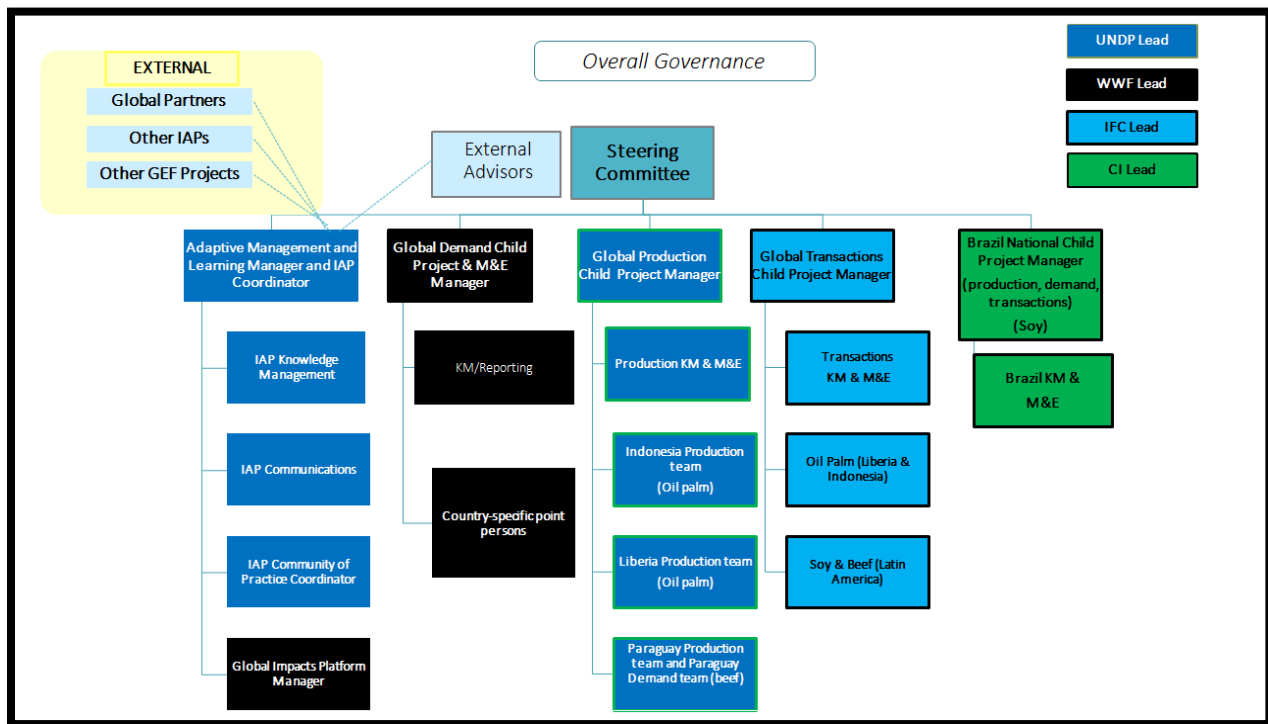 EXTERNAL
Global Partners
Other IAPs
Other GEF Projects
Overall Governance
UNDP Lead
WWF Lead
IFC Lead
CI Lead
External
Advisors
Steering
Committee
Adaptive Management and
Learning Manager and IAP
Coordinator
Global Demand Child
Project & M&E
Manager
Global Production
Child Project Manager
Global Transactions
Child Project Manager
Brazil National Child
Project Manager
(production, demand,
transactions)
(Soy)
IAP Knowledge
Management
KM/Reporting
Production KM & M&E
Transactions
KM & M&E
Brazil KM &
M&E
IAP Communications
Country-specific point
persons
Indonesia Production
team
(Oil palm)
Oil Palm (Liberia &
Indonesia)
IAP Community of
Practice Coordinator
Liberia Production team
(Oil palm)
Soy & Beef (Latin
America)
Global Impacts Platform
Manager
Paraguay Production
team and Paraguay
Demand team (beef)